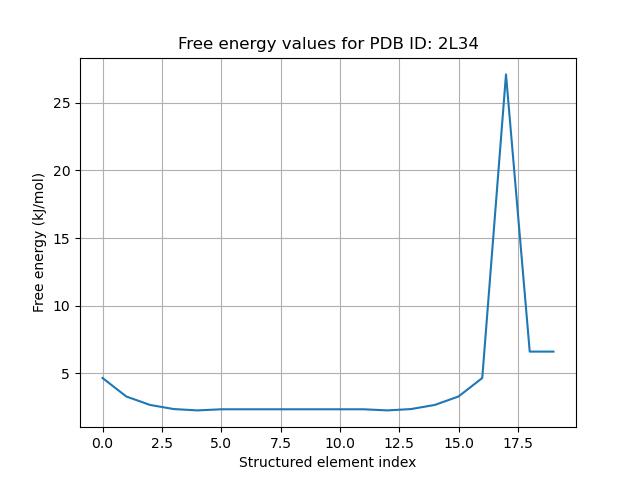 Free energy values for PDB ID: 2L34
25
20
15
10
5
Free energy (kJ/mol)
0.0 2.5 5.0 7.5 10.0 12.5 15.0 17.5
Structured element index